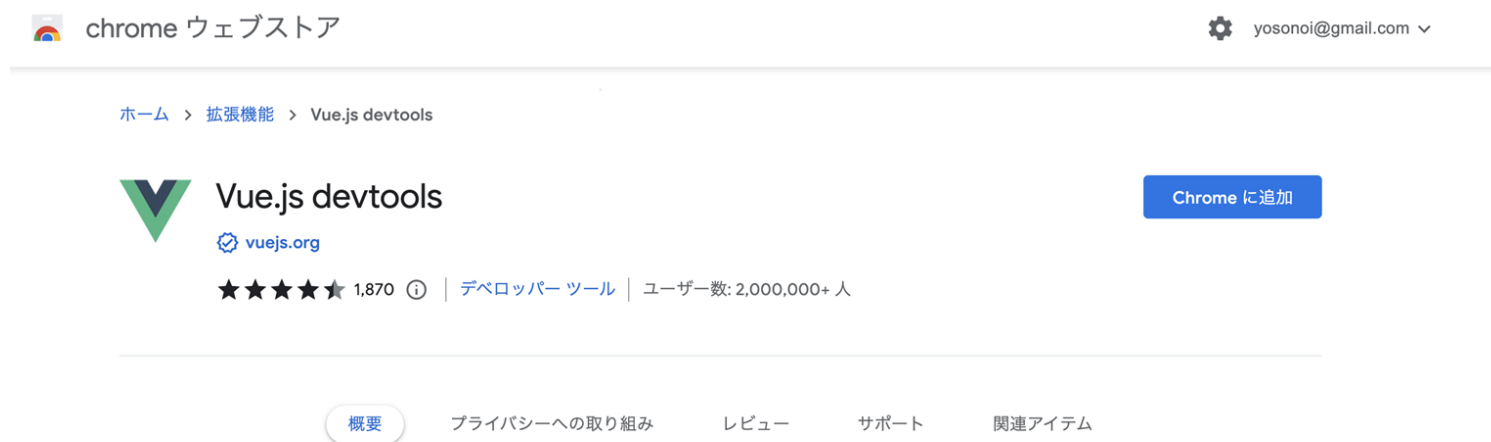 chrome ウェブストア
yosonoi@gmail.com
ホーム > 拡張機能 > Vue.js devtools
Vue.js devtools
Chrome に追加
vuejs.org
1,870 デベロッパー ツール ユーザー数: 2,000,000+ 人
概要 プライバシーへの取り組み レビュー サポート 関連アイテム